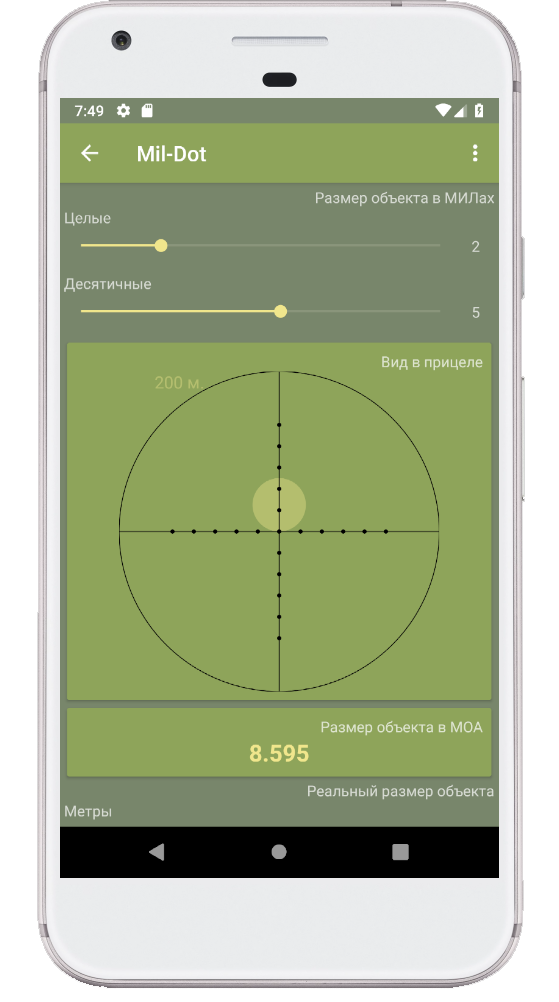 7:49
Mil-Dot
Размер объекта в МИЛах
Целые
2
Десятичные
5
Вид в прицеле
200 м.
Размер объекта в МОА
8.595
Реальный размер объекта
Метры